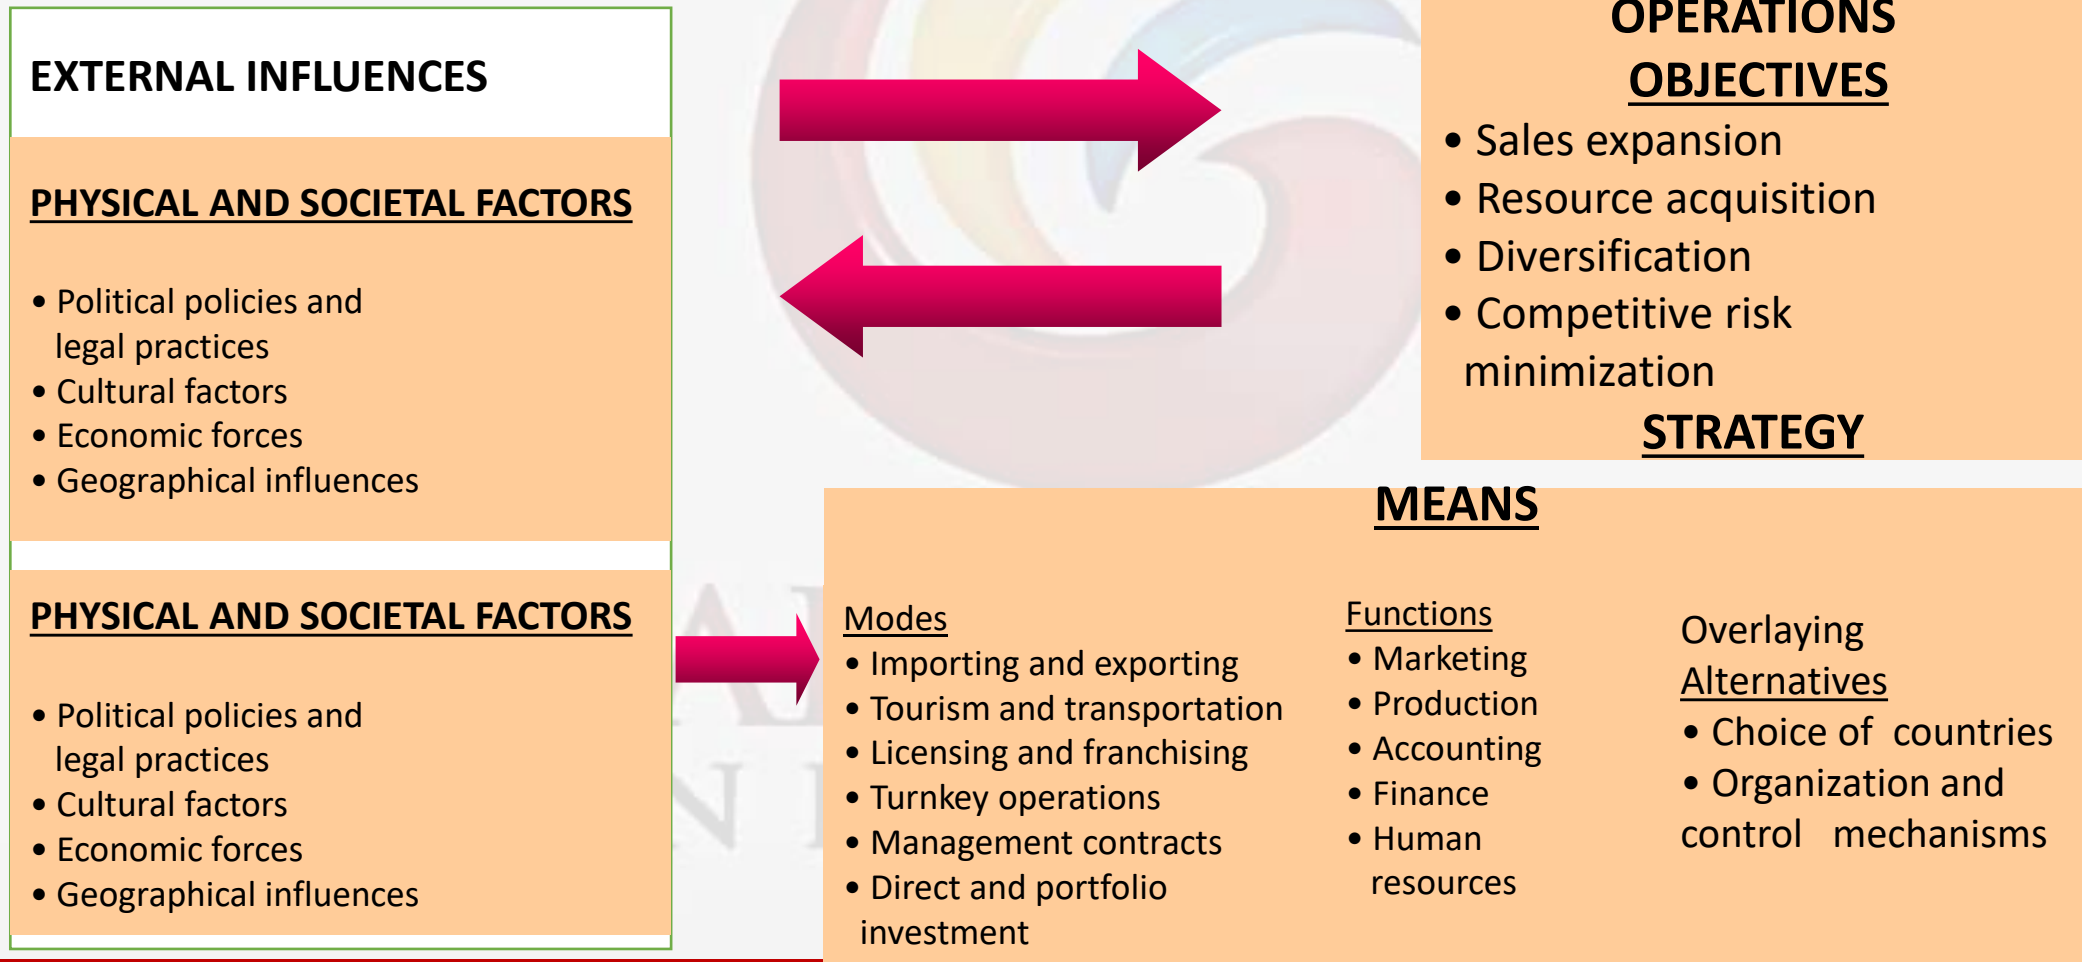 EXTERNAL INFLUENCES
PHYSICAL AND SOCIETAL FACTORS
• Political policies and
legal practices
• Cultural factors
• Economic forces
• Geographical influences
PHYSICAL AND SOCIETAL FACTORS
• Political policies and
legal practices
• Cultural factors
• Economic forces
• Geographical influences
OPERATIONS
OBJECTIVES
• Sales expansion
• Resource acquisition
• Diversification
• Competitive risk
minimization
STRATEGY
MEANS
Modes
• Importing and exporting
• Tourism and transportation
• Licensing and franchising
• Turnkey operations
• Management contracts
• Direct and portfolio
investment
Functions
• Marketing
• Production
• Accounting
• Finance
• Human
resources
Overlaying
Alternatives
• Choice of countries
• Organization and
control mechanisms